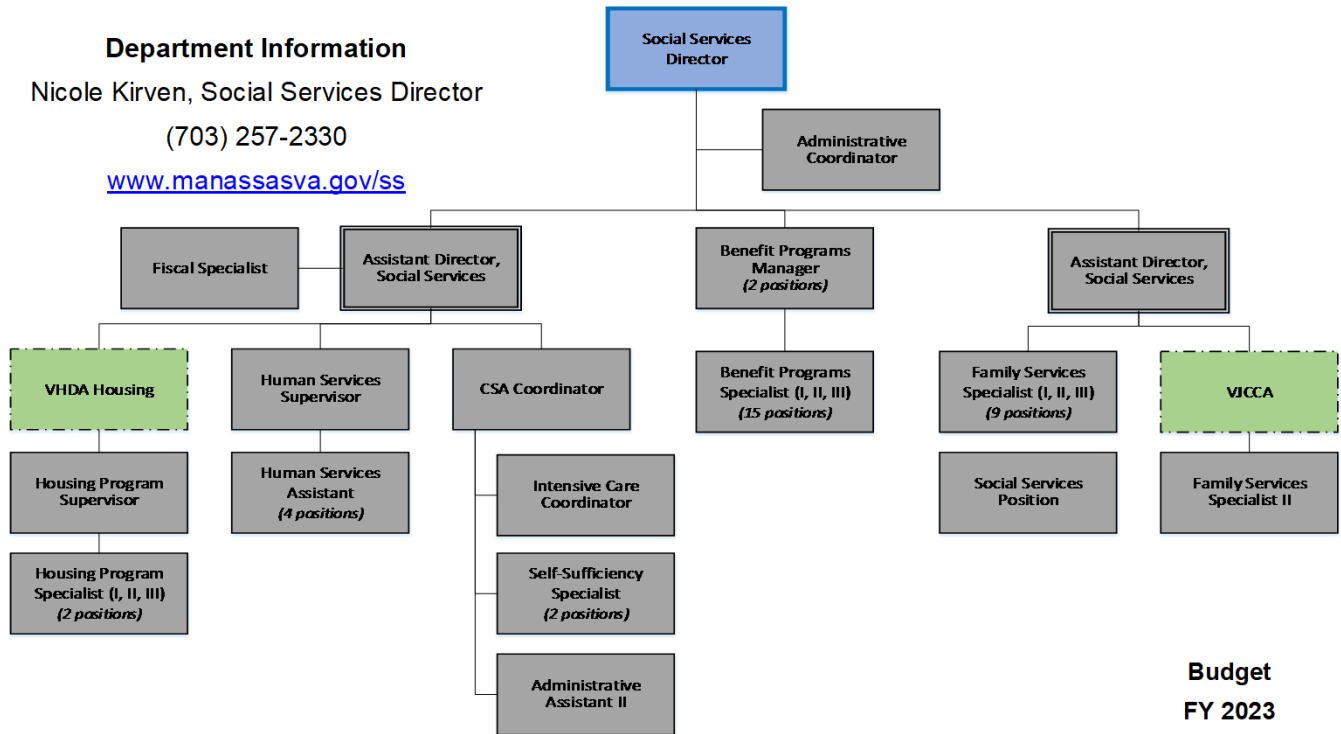 Department Information
Nicole Kirven, Social Services Director
(703) 257-2330
www.manassasva.gov/ss
Social Services
Director
Administrative
Coordinator
Fiscal Specialist
Assistant Director,
Social Services
Benefit Programs
Manager
(2 positions)
Assistant Director,
Social Services
VHDA Housing
Human Services
Supervisor
CSA Coordinator
Benefit Programs
Specialist (I, II, III)
(15 positions)
Family Services
Specialist (I, II, III)
(9 positions)
VJCCA
Housing Program
Supervisor
Human Services
Assistant
(4 positions)
Intensive Care
Coordinator
Social Services
Position
Family Services
Specialist II
Housing Program
Specialist (I, II, III)
(2 positions)
Self-Sufficiency
Specialist
(2 positions)
Administrative
Assistant II
Budget
FY 2023